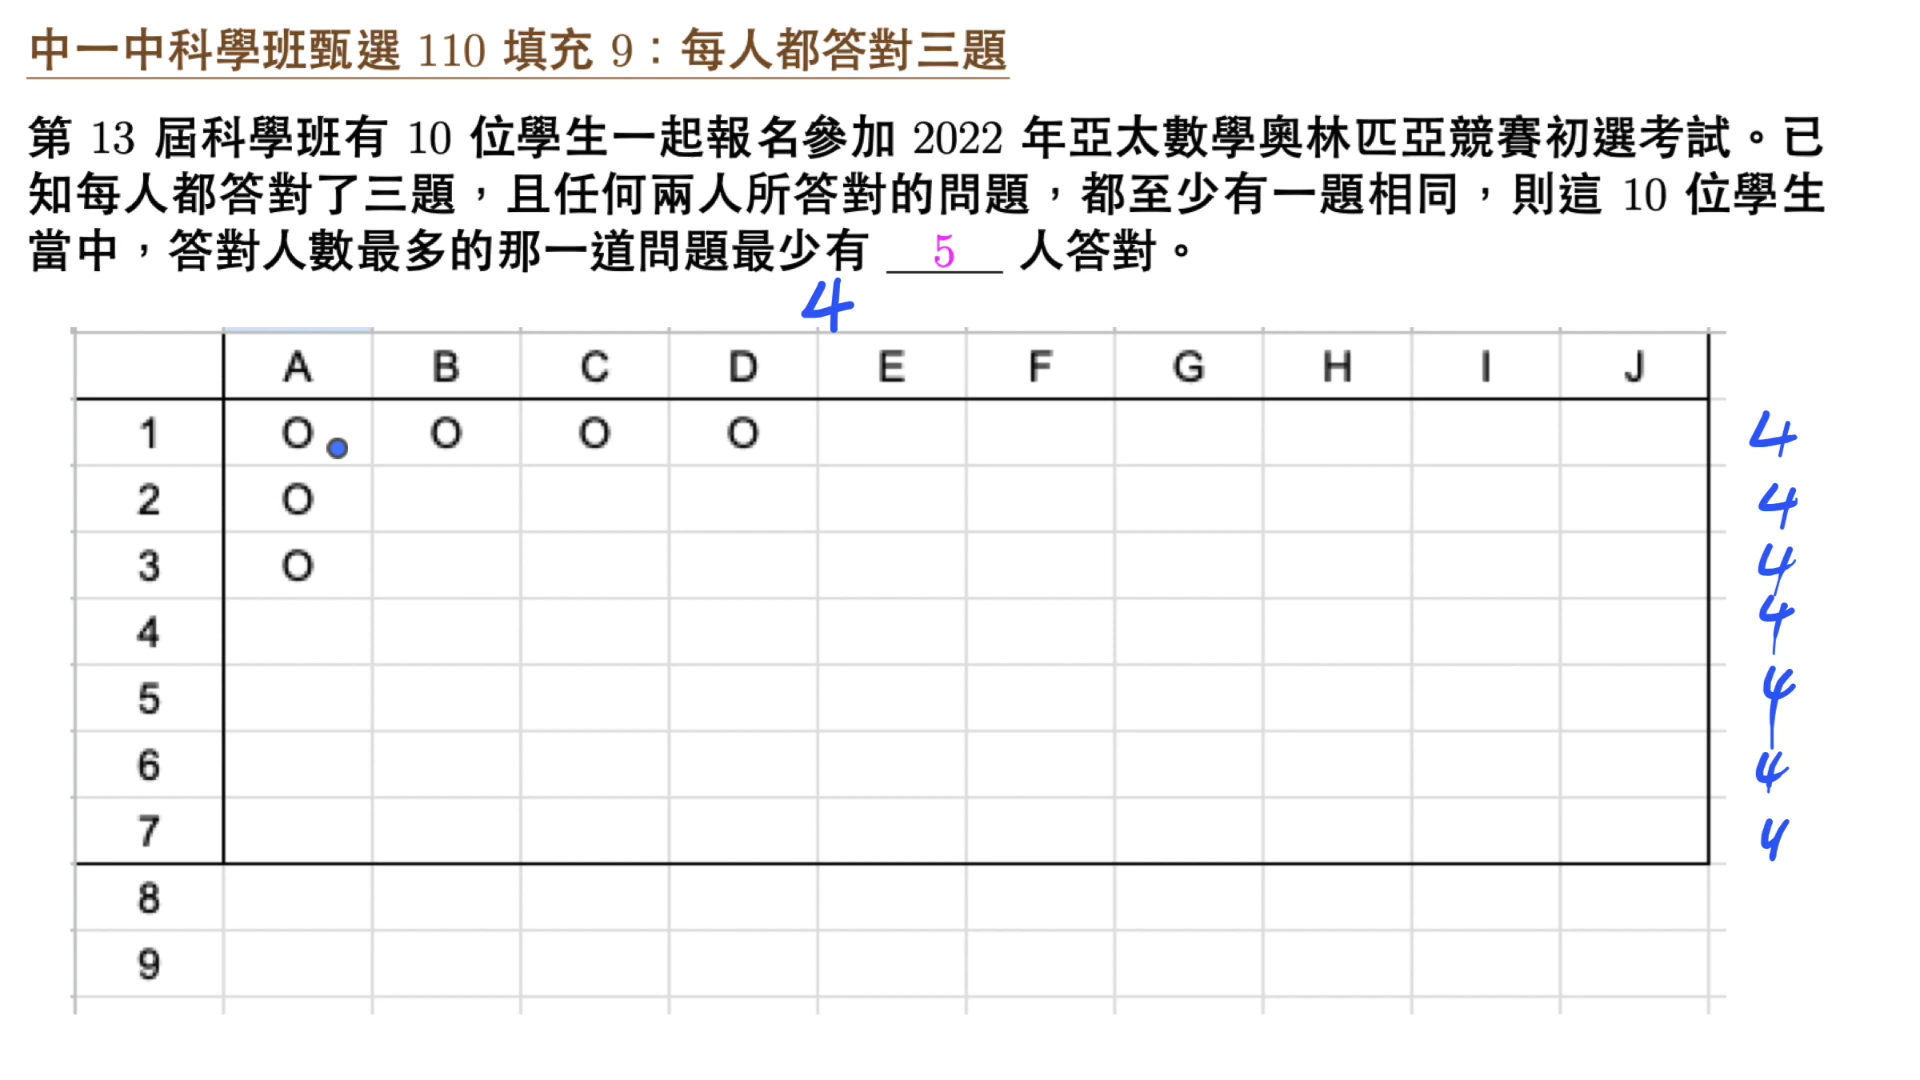 中一中科學班甄選 110 填充 9：每人都答對三題
第 13 屆科學班有 10 位學生一起報名參加 2022 年亞太數學奧林匹亞競賽初選考試。已
知每人都答對了三題，且任何兩人所答對的問題，都至少有一題相同，則這 10 位學生
當中，答對人數最多的那一道問題最少有 5 人答對。
4
A B C D E F G H I J
1 O O O O 4
2 O 4
3 O 4
4 4
5 4
6 4
7 4
8
9